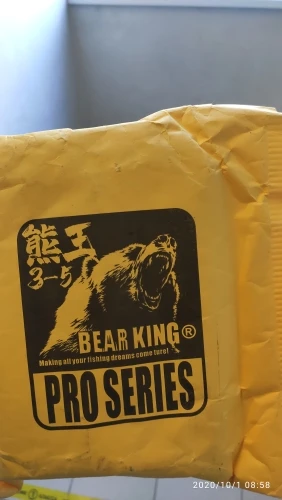 熊王
3-5
BEAR KING®
Making all your fishing dreams come ture!
PRO SERIES
2020/10/1 08:58